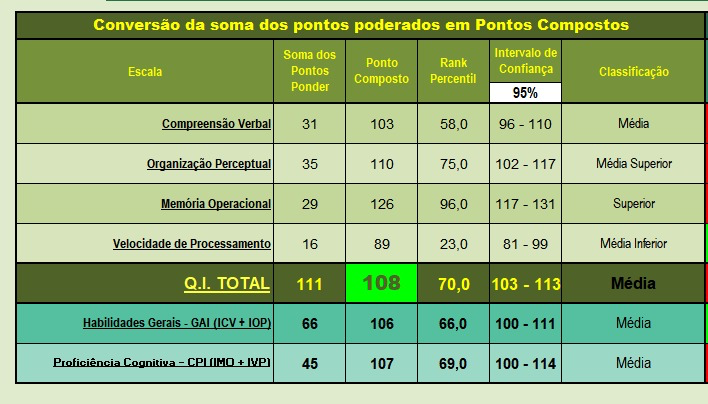 Conversão da soma dos pontos poderados em Pontos Compostos
Escala Soma dos Pontos Ponder Ponto Composto Rank Percentil Intervalo de Confiança Classificação
95%
Compreensão Verbal 31 103 58,0 96 - 110 Média
Organização Perceptual 35 110 75,0 102 - 117 Média Superior
Memória Operacional 29 126 96,0 117 - 131 Superior
Velocidade de Processamento 16 89 23,0 81 - 99 Média Inferior
Q.I. TOTAL 111 108 70,0 103 - 113 Média
Habilidades Gerais - GAI (ICV + IOP) 66 106 66,0 100 - 111 Média
Proficiência Cognitiva - CPI (IMO + IVP) 45 107 69,0 100 - 114 Média